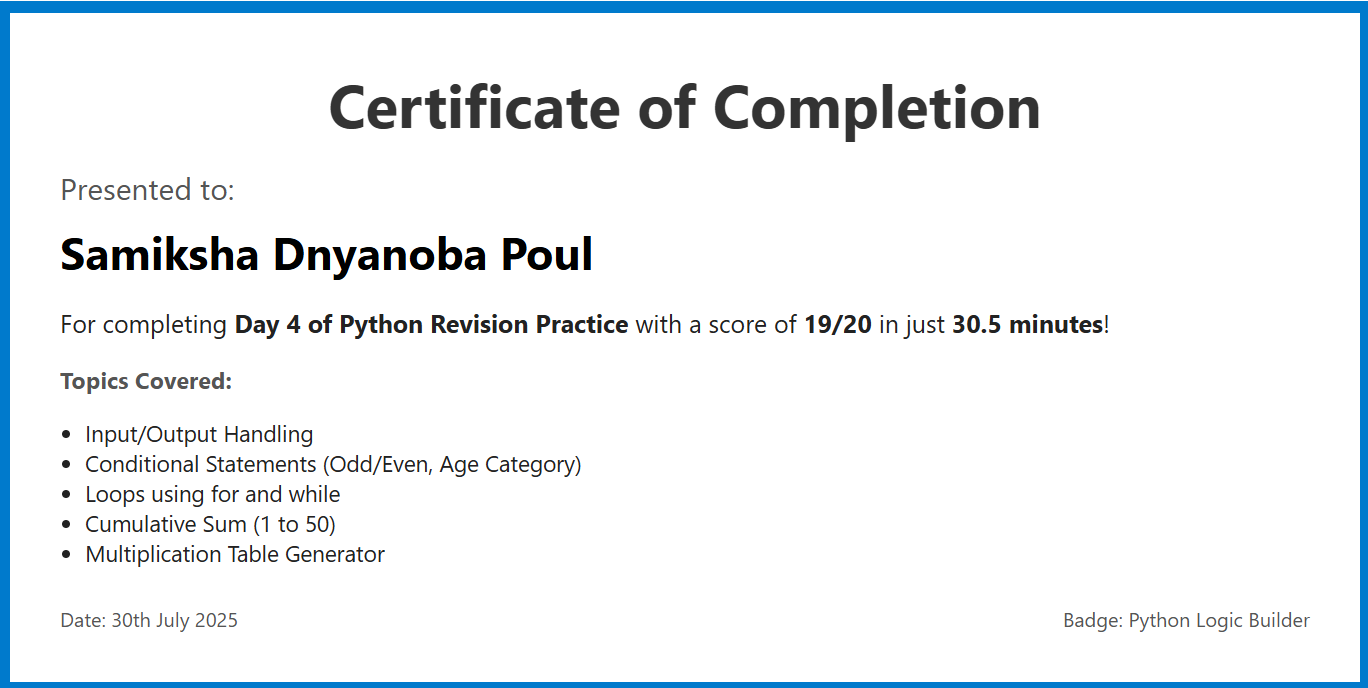 Certificate of Completion
Presented to:
Samiksha Dnyanoba Poul
For completing Day 4 of Python Revision Practice with a score of 19/20 in just 30.5 minutes!
Topics Covered:
• Input/Output Handling
• Conditional Statements (Odd/Even, Age Category)
• Loops using for and while
• Cumulative Sum (1 to 50)
• Multiplication Table Generator
Date: 30th July 2025
Badge: Python Logic Builder